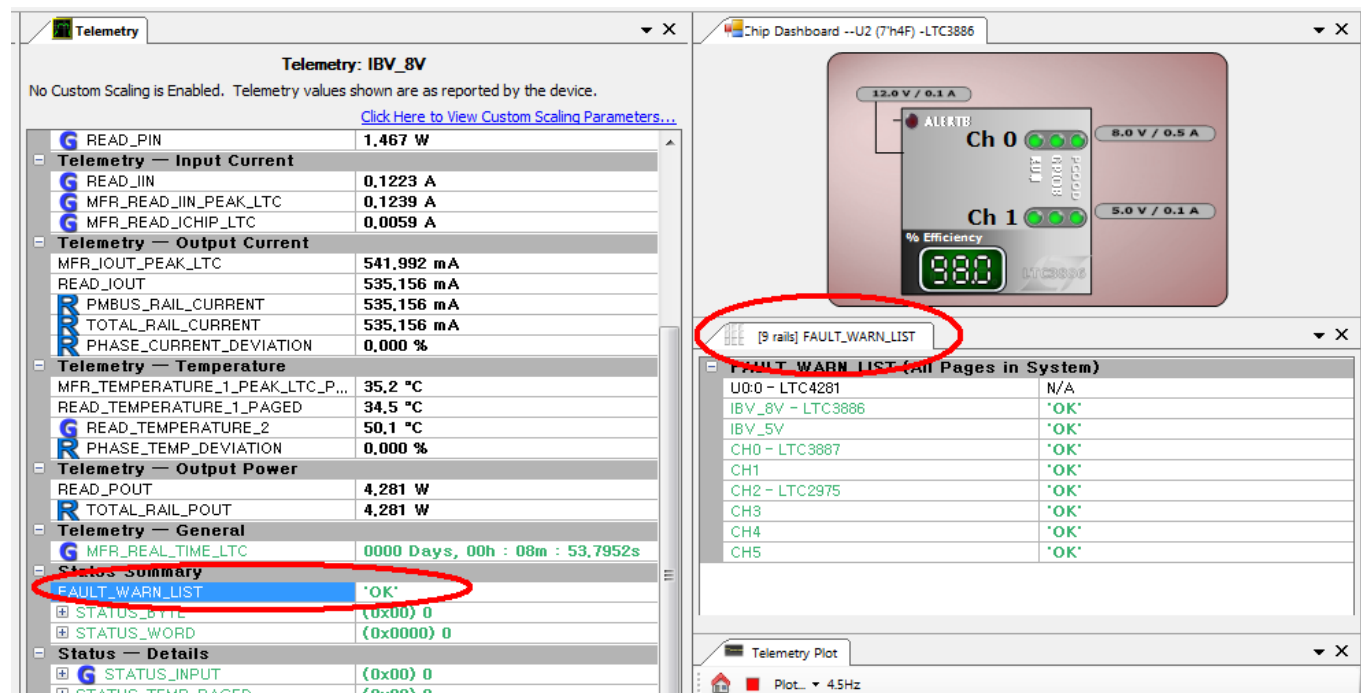 Telemetry
Telemetry: IBV_8V
No Custom Scaling is Enabled. Telemetry values shown are as reported by the device.
Click Here to View Custom Scaling Parameters...
G READ_PIN 1.467 W
Telemetry — Input Current
G READ_IIN 0.1223 A
G MFR_READ_IIN_PEAK_LTC 0.1239 A
G MFR_READ_ICHIP_LTC 0.0059 A
Telemetry — Output Current
MFR_IOUT_PEAK_LTC 541.992 mA
READ_IOUT 535.156 mA
R PMBUS_RAIL_CURRENT 535.156 mA
R TOTAL_RAIL_CURRENT 535.156 mA
R PHASE_CURRENT_DEVIATION 0.000 %
Telemetry — Temperature
MFR_TEMPERATURE_1_PEAK_LTC_P... 35.2 °C
READ_TEMPERATURE_1_PAGED 34.5 °C
G READ_TEMPERATURE_2 50.1 °C
R PHASE_TEMP_DEVIATION 0.000 %
Telemetry — Output Power
READ_POUT 4.281 W
R TOTAL_RAIL_POUT 4.281 W
Telemetry — General
G MFR_REAL_TIME_LTC 0000 Days, 00h : 08m : 53.7952s
Status Summary
FAULT_WARN_LIST "OK"
STATUS_BYTE (0x00) 0
STATUS_WORD (0x0000) 0
Status — Details
G STATUS_INPUT (0x00) 0
STATUS_TEMP_PAGED (0x00) 0
Chip Dashboard --U2 (7'h4F) -LTC3886
12.0 V / 0.1 A
ALERTB
Ch 0
8.0 V / 0.5 A
RUN
GPIOB
PGOOD
Ch 1
5.0 V / 0.1 A
% Efficiency
98.0
LTC3886
[9 rails] FAULT_WARN_LIST
FAULT_WARN_LIST (All Pages in System)
U0:0 - LTC4281 N/A
IBV_8V - LTC3886 "OK"
IBV_5V "OK"
CH0 - LTC3887 "OK"
CH1 "OK"
CH2 - LTC2975 "OK"
CH3 "OK"
CH4 "OK"
CH5 "OK"
Telemetry Plot
Plot... 4.5Hz